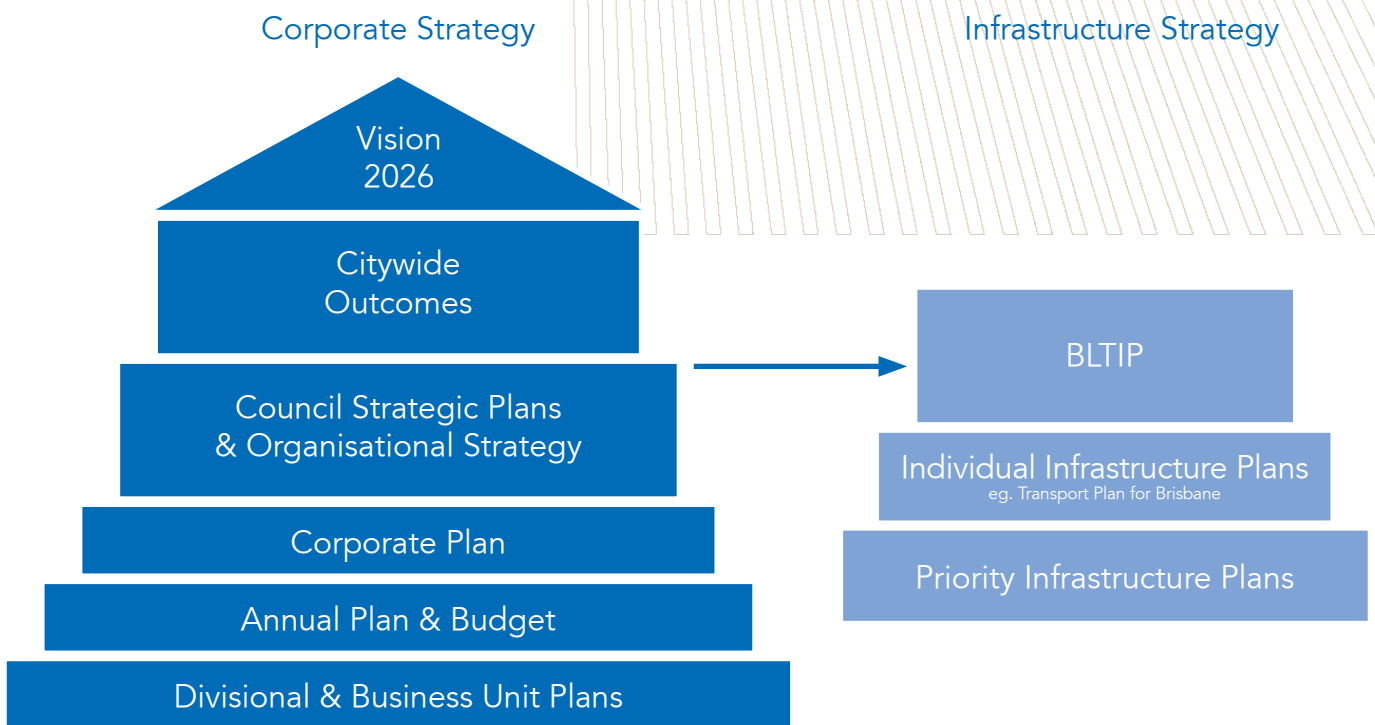 Corporate Strategy
Infrastructure Strategy
Vision
2026
Citywide
Outcomes
Council Strategic Plans
& Organisational Strategy
Corporate Plan
Annual Plan & Budget
Divisional & Business Unit Plans
BLTIP
Individual Infrastructure Plans
eg. Transport Plan for Brisbane
Priority Infrastructure Plans